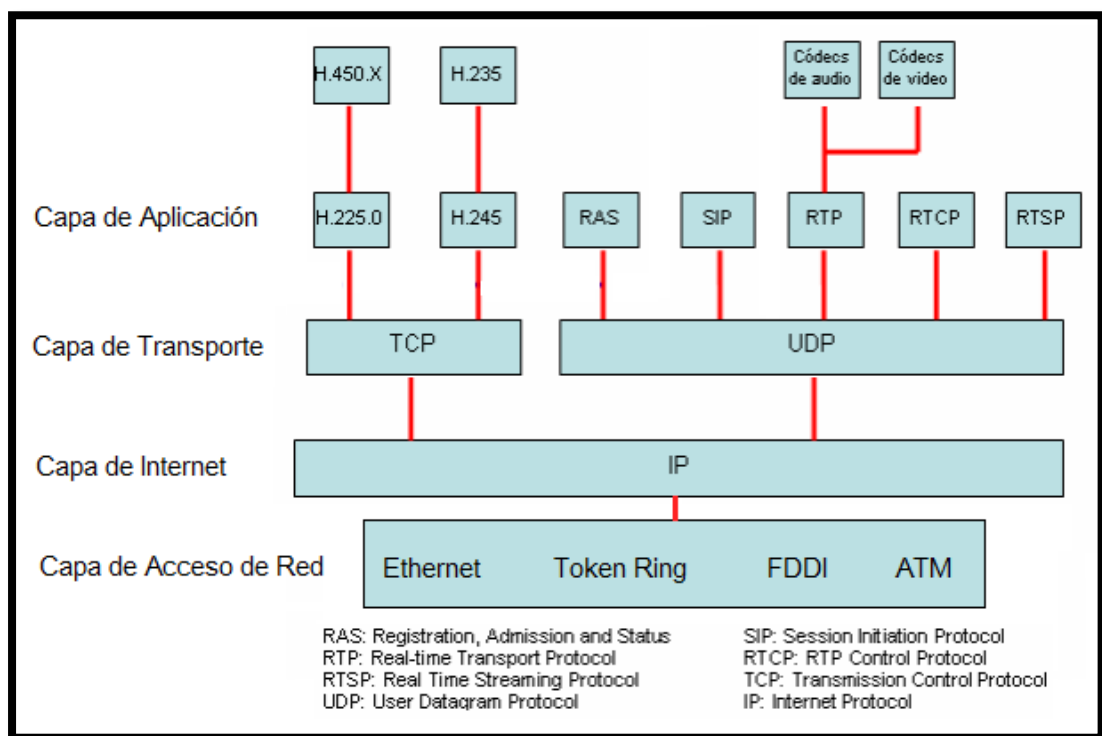 H.450.X H.235 Códecs de audio Códecs de video
Capa de Aplicación H.225.0 H.245 RAS SIP RTP RTCP RTSP
Capa de Transporte TCP UDP
Capa de Internet IP
Capa de Acceso de Red Ethernet Token Ring FDDI ATM
RAS: Registration, Admission and Status
RTP: Real-time Transport Protocol
RTSP: Real Time Streaming Protocol
UDP: User Datagram Protocol
SIP: Session Initiation Protocol
RTCP: RTP Control Protocol
TCP: Transmission Control Protocol
IP: Internet Protocol